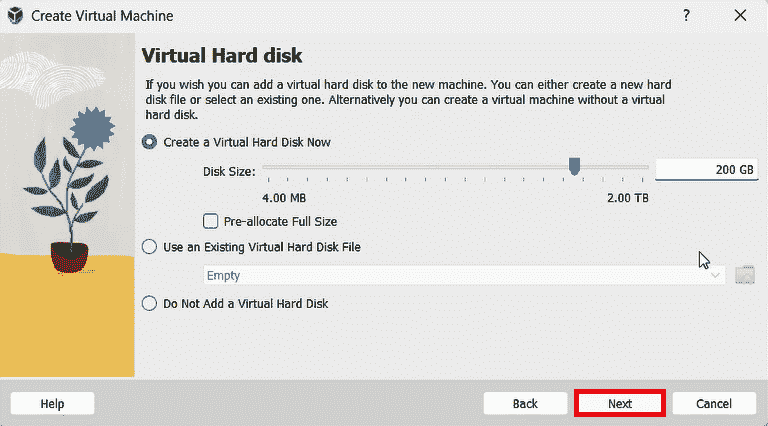 Create Virtual Machine
?
Virtual Hard disk
If you wish you can add a virtual hard disk to the new machine. You can either create a new hard
disk file or select an existing one. Alternatively you can create a virtual machine without a virtual
hard disk.
Create a Virtual Hard Disk Now
Disk Size:
200 GB
4.00 MB
2.00 TB
Pre-allocate Full Size
Use an Existing Virtual Hard Disk File
Empty
Do Not Add a Virtual Hard Disk
Help
Back
Next
Cancel